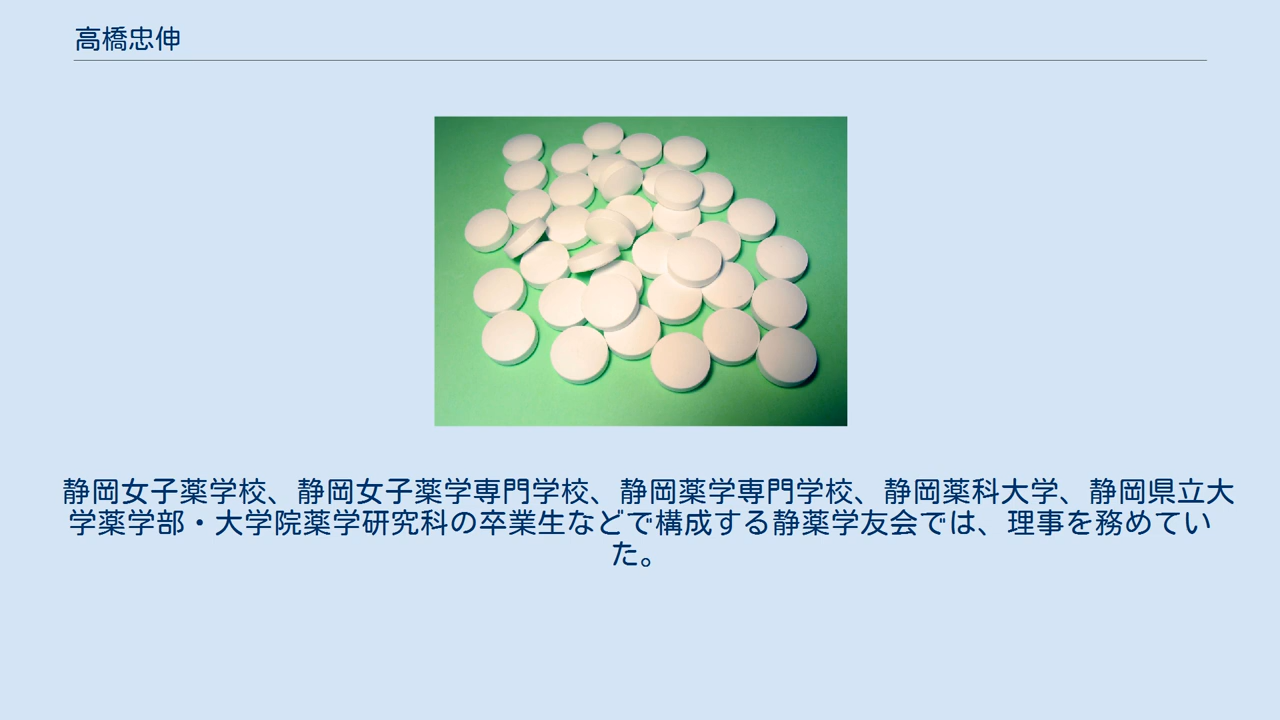 高橋忠伸
静岡女子薬学校、静岡女子薬学専門学校、静岡薬学専門学校、静岡薬科大学、静岡県立大
学薬学部・大学院薬学研究科の卒業生などで構成する静薬学友会では、理事を務めてい
た。